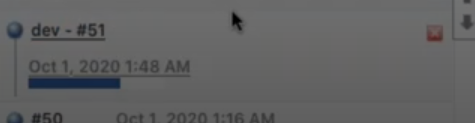 dev - #51
Oct 1, 2020 1:48 AM
#50 Oct 1, 2020 1:16 AM